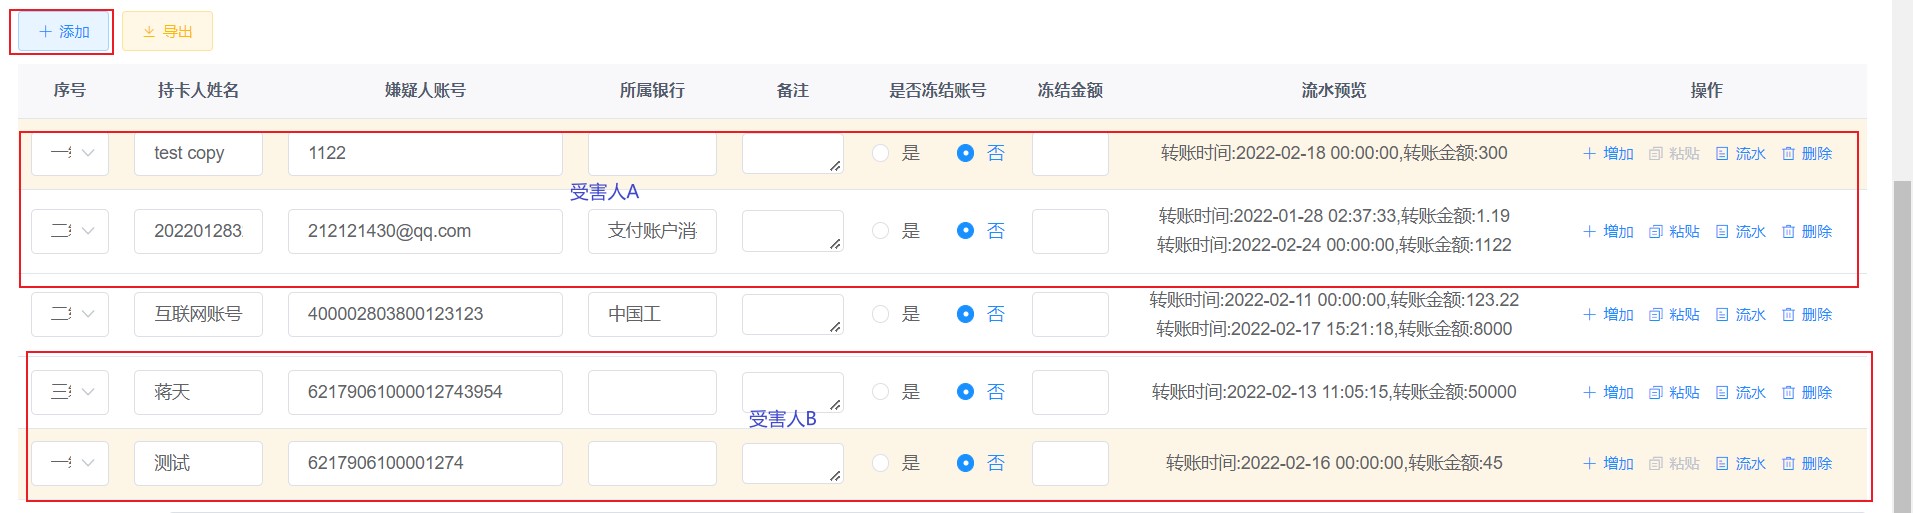 添加 导出
序号 持卡人姓名 嫌疑人账号 所属银行 备注 是否冻结账号 冻结金额 流水预览 操作
一 test copy 1122 是 否 转账时间:2022-02-18 00:00:00,转账金额:300 增加 粘贴 流水 删除
受害人A
二 202201283 212121430@qq.com 支付账户消 是 否 转账时间:2022-01-28 02:37:33,转账金额:1.19 增加 粘贴 流水 删除
转账时间:2022-02-24 00:00:00,转账金额:1122
二 互联网账号 400002803800123123 中国工 是 否 转账时间:2022-02-11 00:00:00,转账金额:123.22 增加 粘贴 流水 删除
转账时间:2022-02-17 15:21:18,转账金额:8000
三 蒋天 62179061000012743954 是 否 转账时间:2022-02-13 11:05:15,转账金额:50000 增加 粘贴 流水 删除
受害人B
一 测试 6217906100001274 是 否 转账时间:2022-02-16 00:00:00,转账金额:45 增加 粘贴 流水 删除